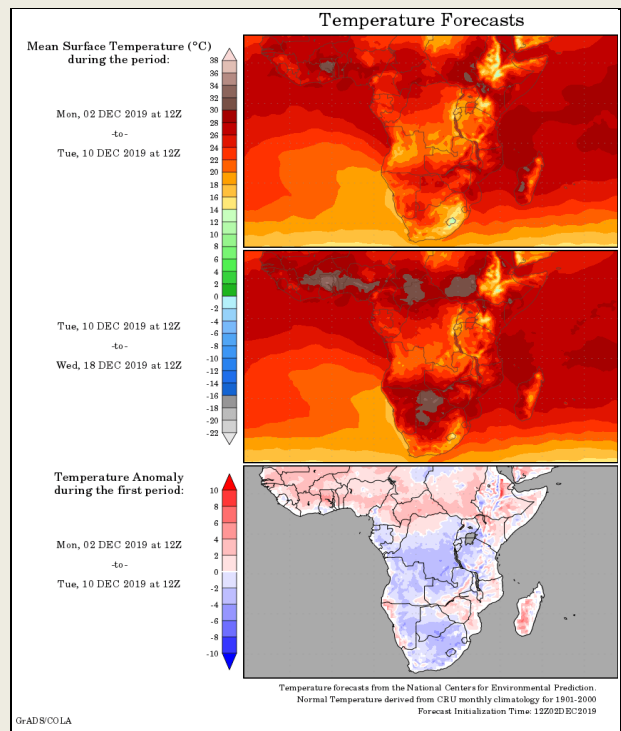 Temperature Forecasts
Mean Surface Temperature (°C)
during the period:
Mon, 02 DEC 2019 at 12Z
-to-
Tue, 10 DEC 2019 at 12Z
38
36
34
32
30
28
26
24
22
20
18
16
14
12
10
8
6
4
2
0
-2
-4
-6
-8
-10
-12
-14
-16
-18
-20
-22
Tue, 10 DEC 2019 at 12Z
-to-
Wed, 18 DEC 2019 at 12Z
Temperature Anomaly
during the first period:
Mon, 02 DEC 2019 at 12Z
-to-
Tue, 10 DEC 2019 at 12Z
10
8
6
4
2
0
-2
-4
-6
-8
-10
Temperature forecasts from the National Centers for Environmental Prediction.
Normal Temperature derived from CRU monthly climatology for 1901-2000
Forecast Initialization Time: 12Z02DEC2019
GrADS/COLA